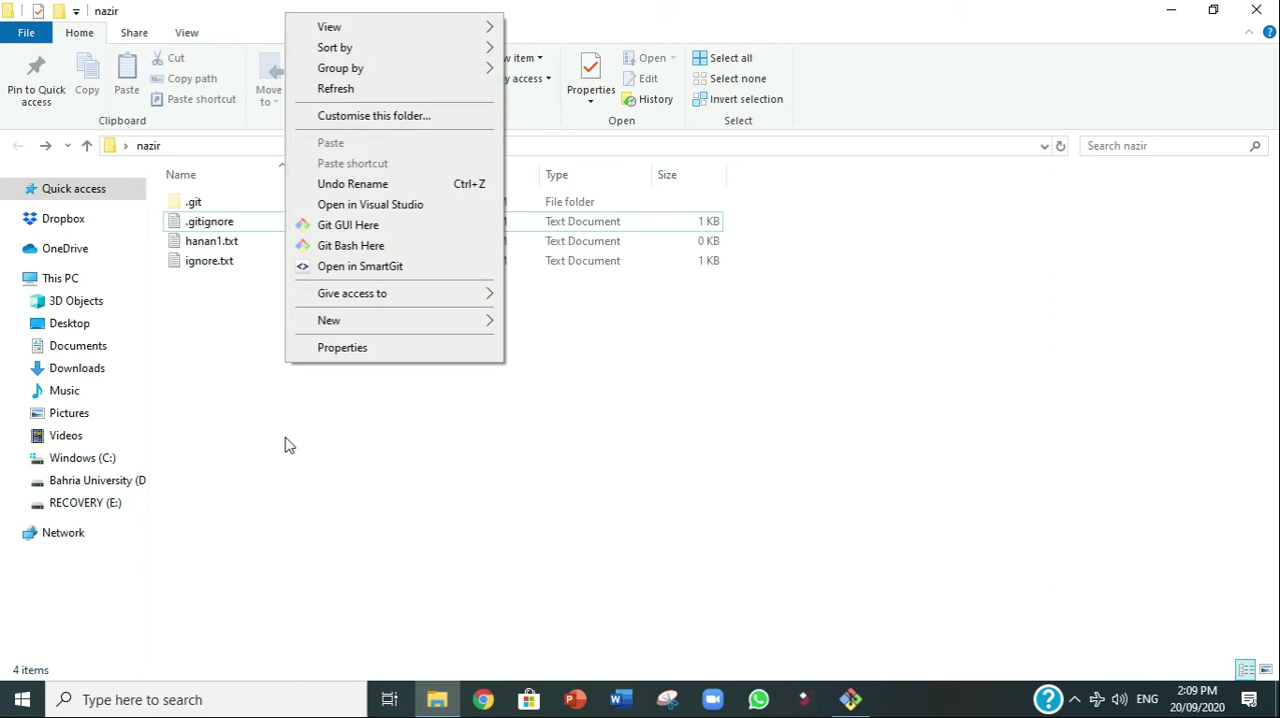 nazir
File
Home
Share
View
Pin to Quick access
Copy
Paste
Cut
Copy path
Paste shortcut
Clipboard
Move to
w item
y access
Properties
Open
Edit
History
Open
Select all
Select none
Invert selection
Select
nazir
Search nazir
Name
Type
Size
.git
File folder
.gitignore
Text Document
1 KB
hanan1.txt
Text Document
0 KB
ignore.txt
Text Document
1 KB
Quick access
Dropbox
OneDrive
This PC
3D Objects
Desktop
Documents
Downloads
Music
Pictures
Videos
Windows (C:)
Bahria University (D
RECOVERY (E:)
Network
View
Sort by
Group by
Refresh
Customise this folder...
Paste
Paste shortcut
Undo Rename Ctrl+Z
Open in Visual Studio
Git GUI Here
Git Bash Here
Open in SmartGit
Give access to
New
Properties
4 items
Type here to search
ENG
2:09 PM
20/09/2020